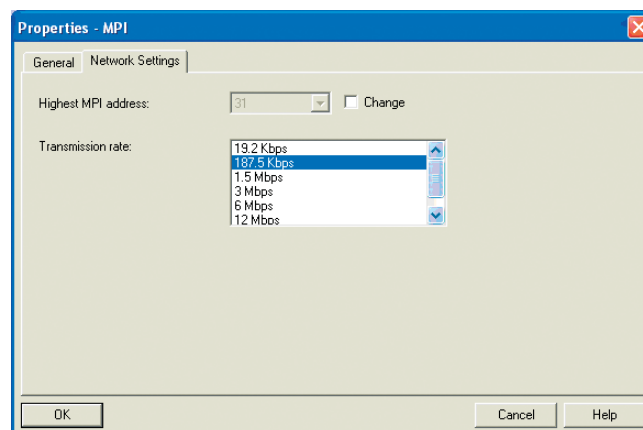 Properties - MPI
General
Network Settings
Highest MPI address:
31
Change
Transmission rate:
19.2 Kbps
187.5 Kbps
1.5 Mbps
3 Mbps
6 Mbps
12 Mbps
OK
Cancel
Help